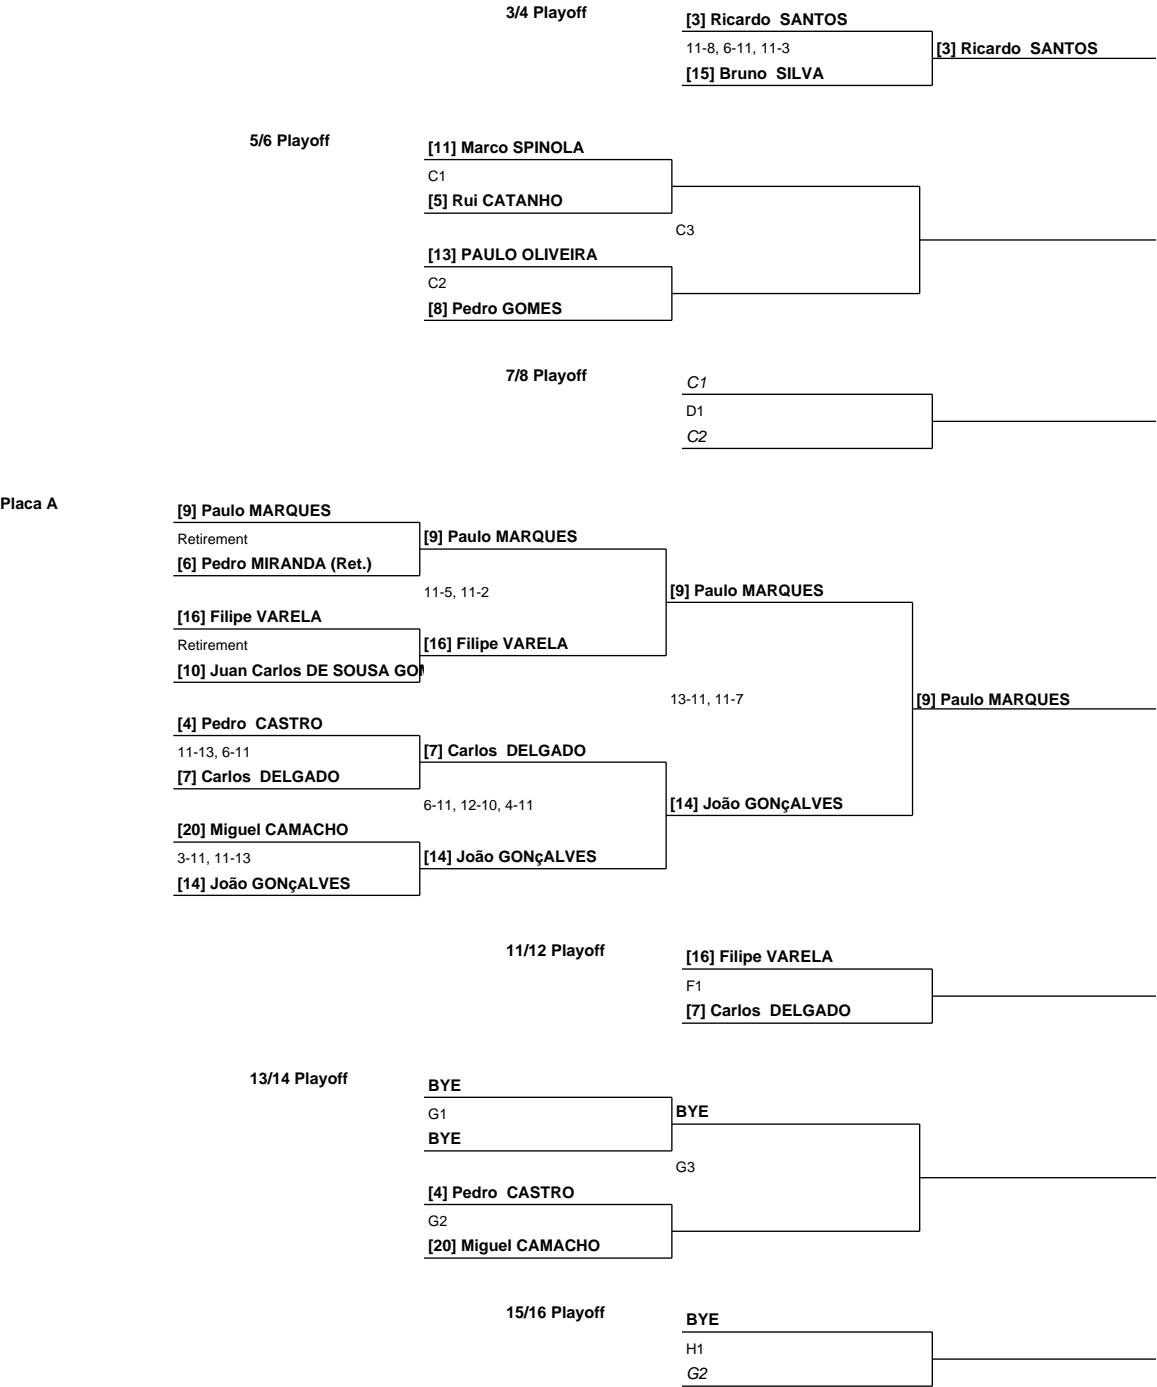 3/4 Playoff
[3] Ricardo  SANTOS
11-8, 6-11, 11-3
[3] Ricardo  SANTOS
[15] Bruno  SILVA
5/6 Playoff
[11] Marco SPINOLA
C1
[5] Rui CATANHO
C3
[13] PAULO OLIVEIRA
C2
[8] Pedro GOMES
7/8 Playoff
C1
D1
C2
Placa A
[9] Paulo MARQUES
Retirement
[9] Paulo MARQUES
[6] Pedro MIRANDA (Ret.)
11-5, 11-2
[9] Paulo MARQUES
[16] Filipe VARELA
Retirement
[16] Filipe VARELA
[10] Juan Carlos DE SOUSA
13-11, 11-7
[9] Paulo MARQUES
[4] Pedro  CASTRO
11-13, 6-11
[7] Carlos  DELGADO
[7] Carlos  DELGADO
6-11, 12-10, 4-11
[14] João GONçALVES
[20] Miguel CAMACHO
3-11, 11-13
[14] João GONçALVES
[14] João GONçALVES
11/12 Playoff
[16] Filipe VARELA
F1
[7] Carlos  DELGADO
13/14 Playoff
BYE
G1
BYE
BYE
G3
[4] Pedro  CASTRO
G2
[20] Miguel CAMACHO
15/16 Playoff
BYE
H1
G2